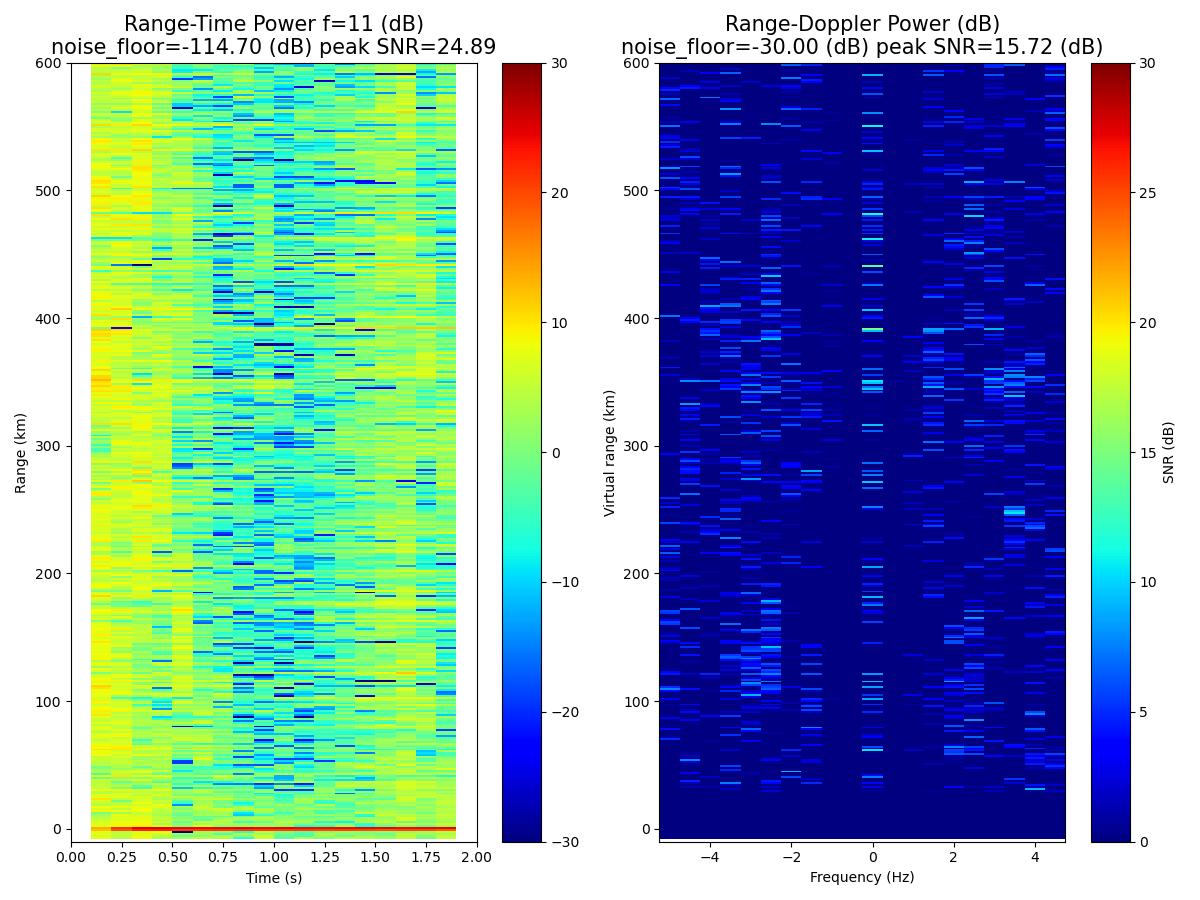 Range-Time Power f=11 (dB)
noise_floor=-114.70 (dB) peak SNR=24.89
600
500
400
300
200
100
0
Range (km)
0.00 0.25 0.50 0.75 1.00 1.25 1.50 1.75 2.00
Time (s)
30
20
10
0
−10
−20
−30
Range-Doppler Power (dB)
noise_floor=-30.00 (dB) peak SNR=15.72 (dB)
600
500
400
300
200
100
0
Virtual range (km)
−4 −2 0 2 4
Frequency (Hz)
30
25
20
15
10
5
0
SNR (dB)